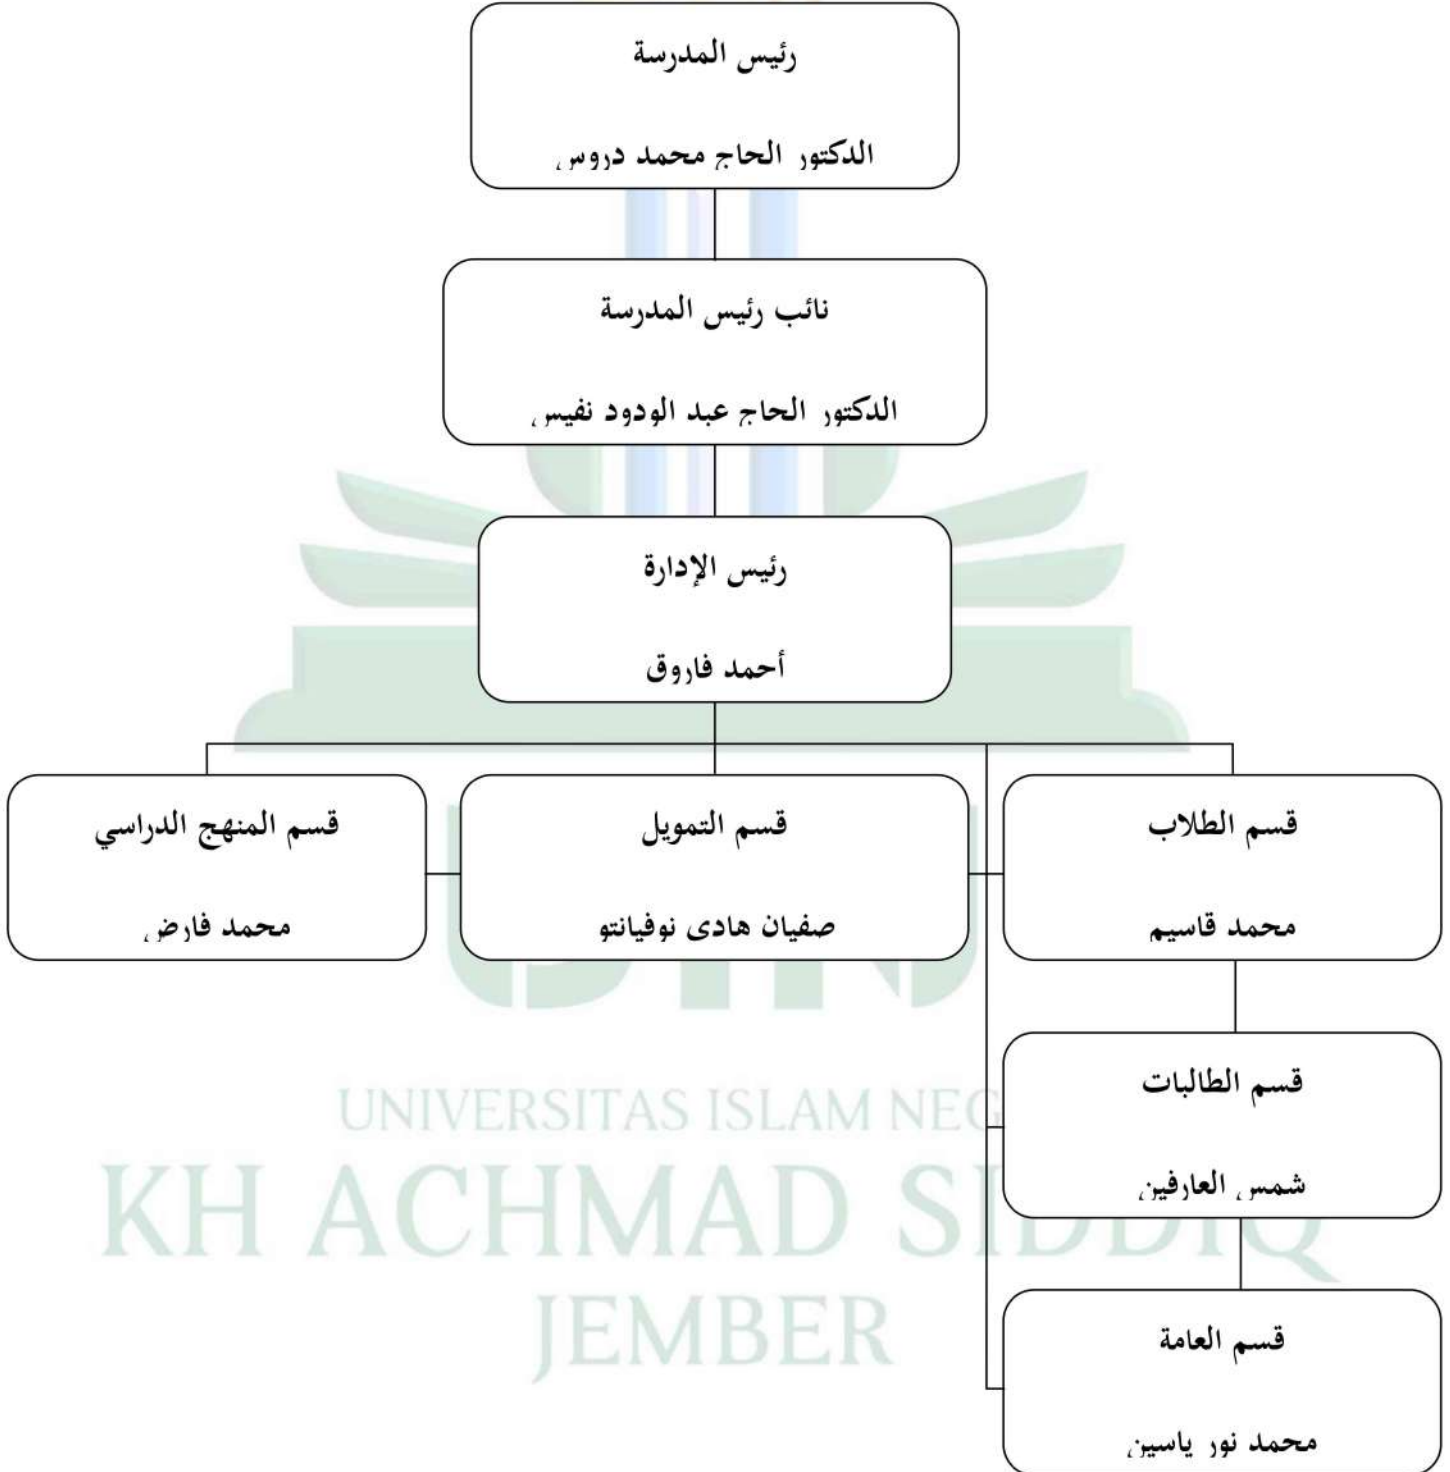 رئيس المدرسة
الدكتور الحاج محمد دروس
نائب رئيس المدرسة
الدكتور الحاج عبد الودود نفيس
رئيس الإدارة
أحمد فاروق
قسم الطلاب
محمد قاسيم
قسم التمويل
صفيان هادى نوفيانتو
قسم المنهج الدراسي
محمد فارض
قسم الطالبات
شمس العارفين
قسم العامة
محمد نور ياسين
UNIVERSITAS ISLAM NEG
KH ACHMAD SIDDIQ
JEMBER